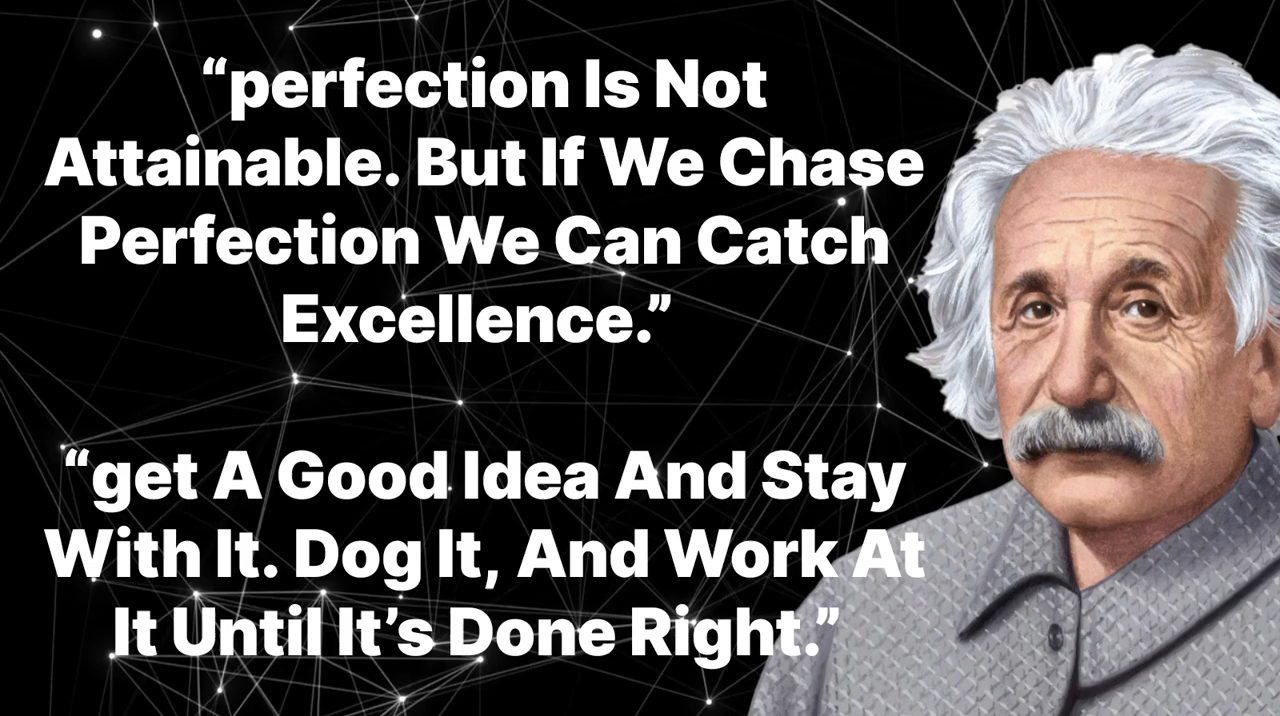 “perfection Is Not
Attainable. But If We Chase
Perfection We Can Catch
Excellence.”
“get A Good Idea And Stay
With It. Dog It, And Work At
It Until It’s Done Right.”